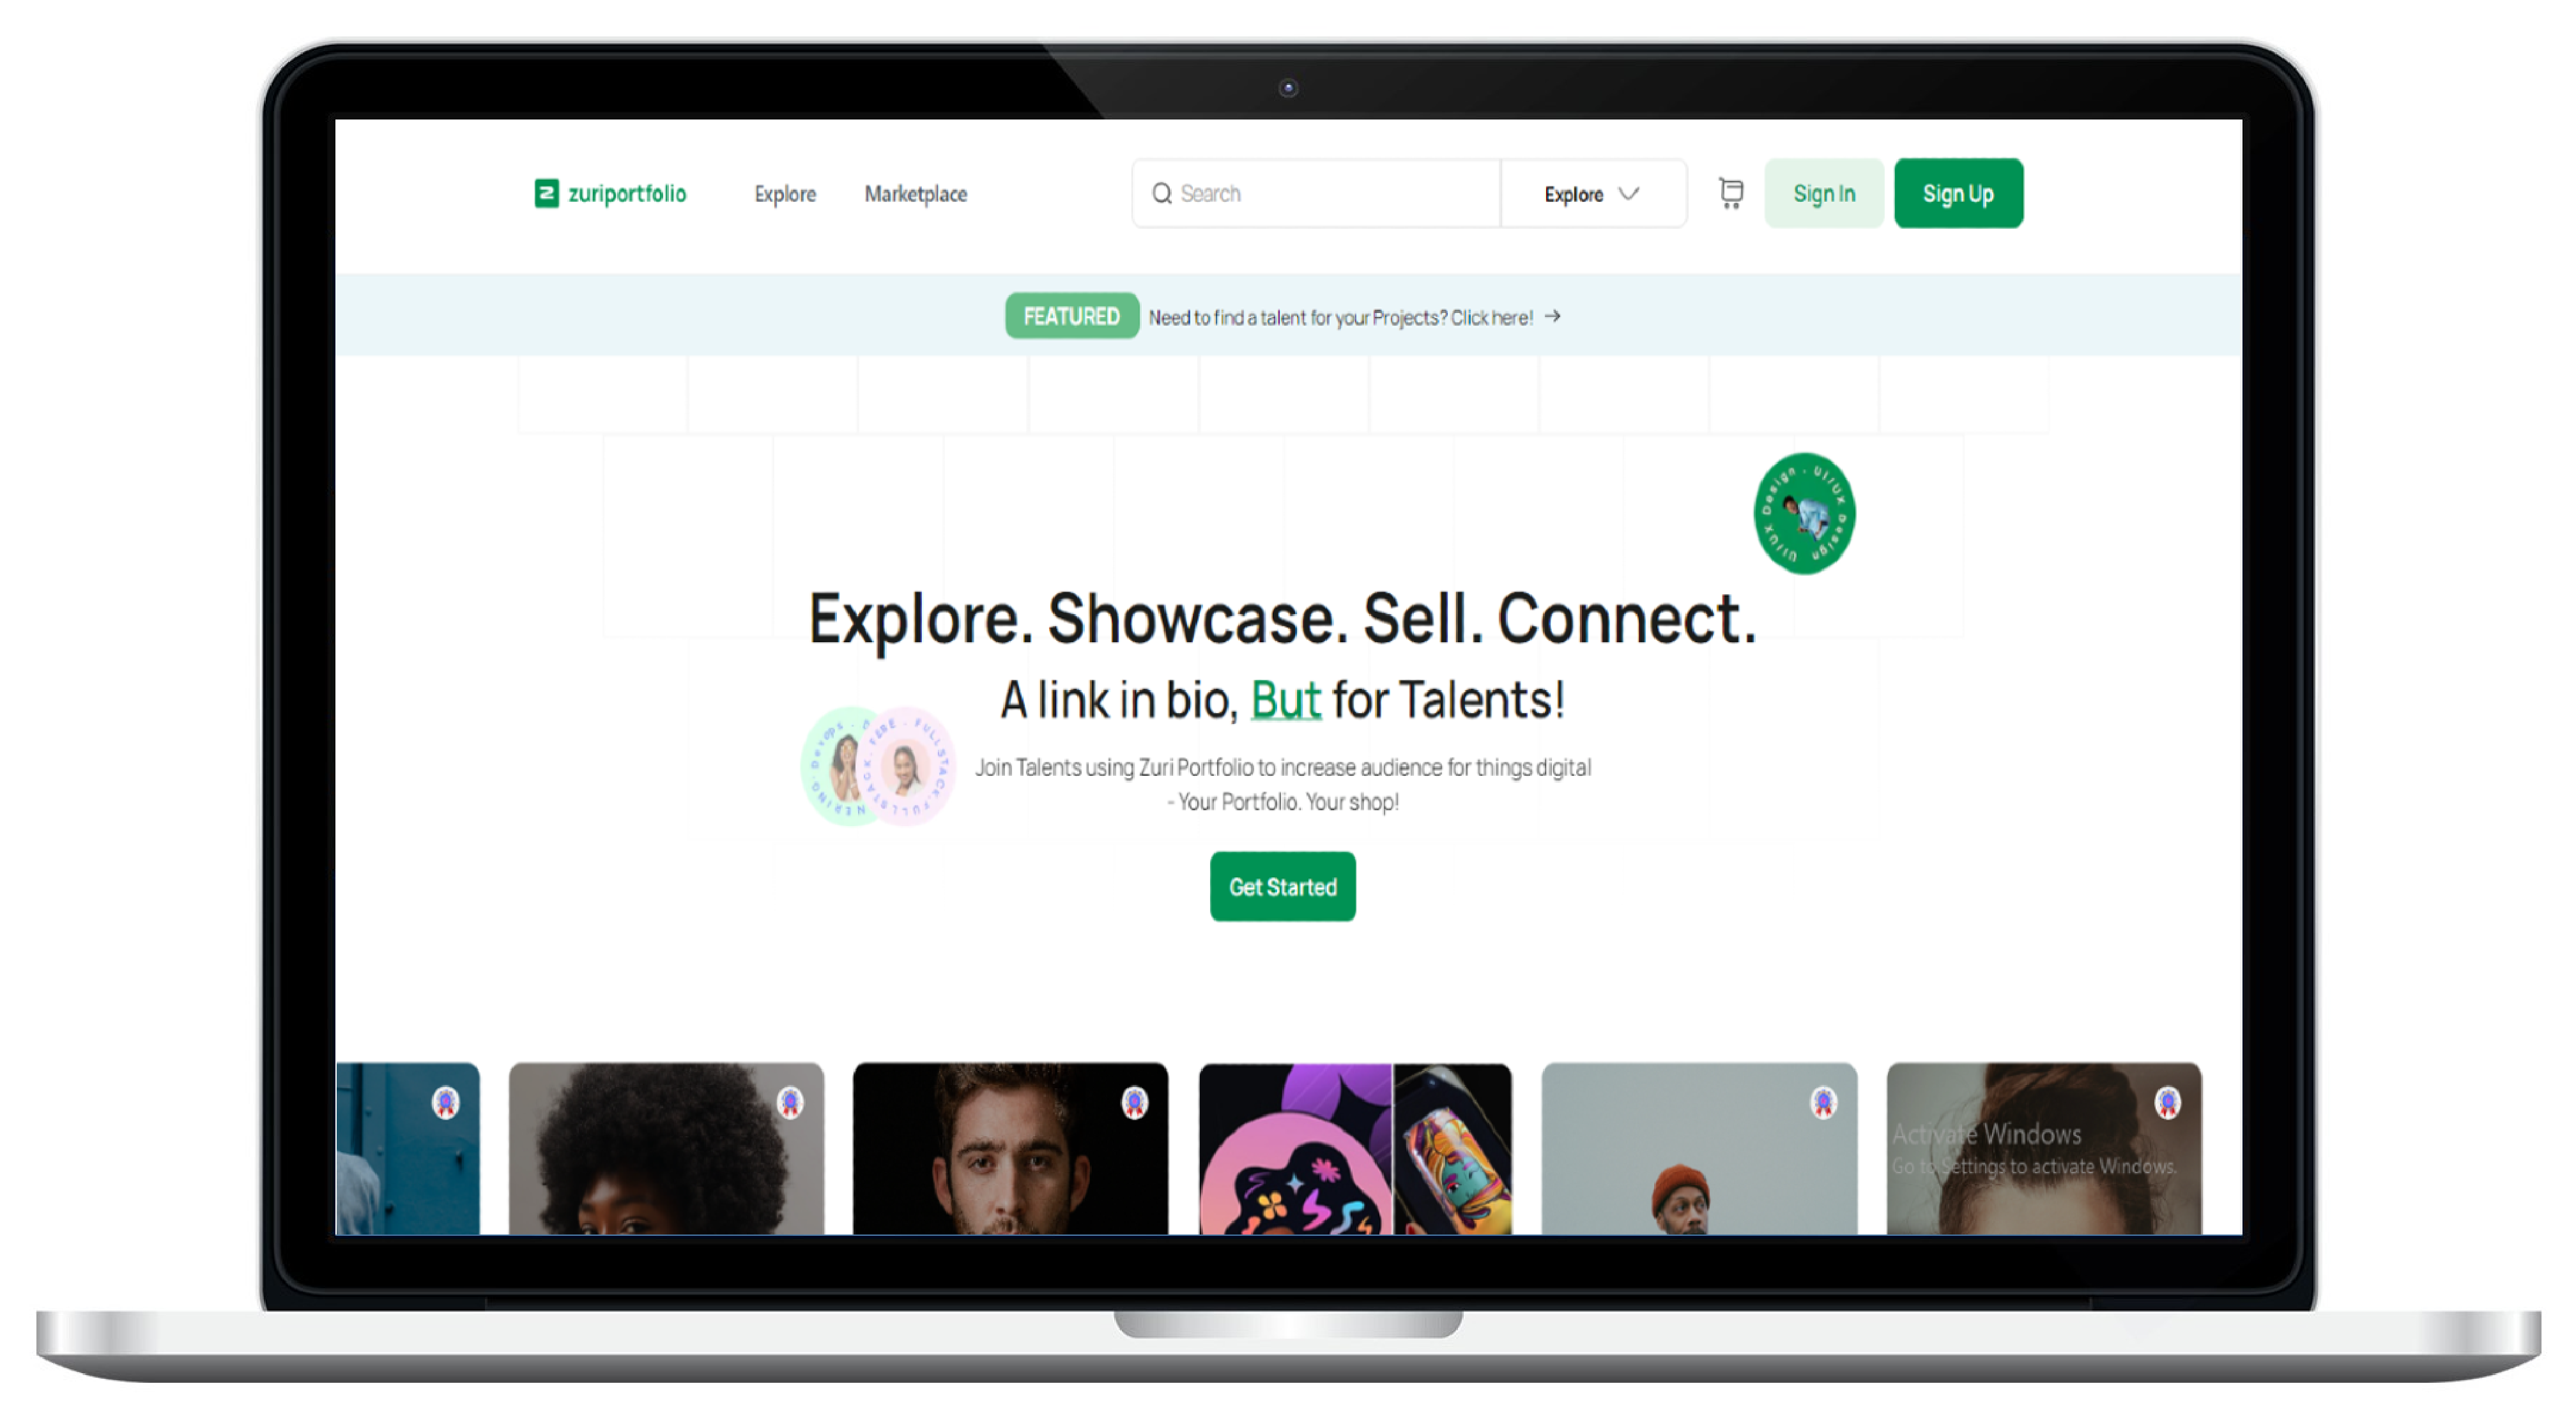 zuriportfolio
Explore
Marketplace
Search
Explore
Sign In
Sign Up
FEATURED
Need to find a talent for your Projects? Click here!
UI/UX Design · UI/UX Design
Explore. Showcase. Sell. Connect.
A link in bio, But for Talents!
Join Talents using Zuri Portfolio to increase audience for things digital
- Your Portfolio. Your shop!
Get Started
Activate Windows
Go to Settings to activate Windows.